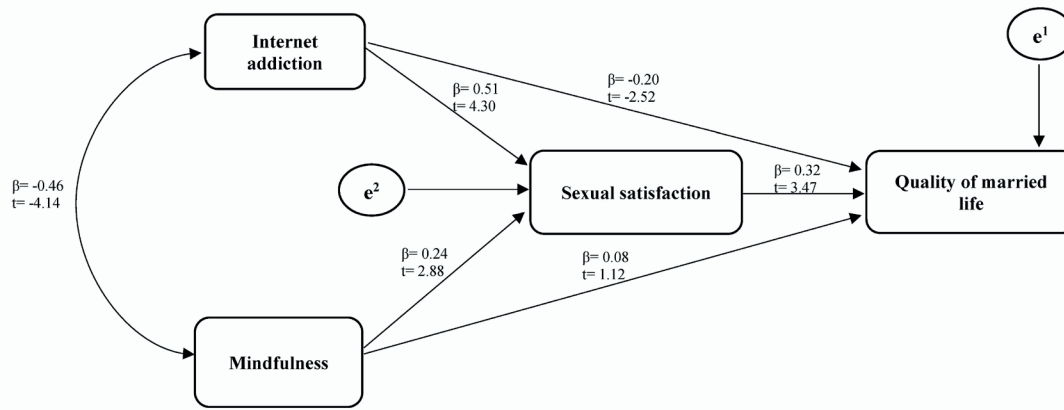 Internet
addiction
e1
β= -0.20
t= -2.52
β= 0.51
t= 4.30
β= -0.46
t= -4.14
e2
Sexual satisfaction
β= 0.32
t= 3.47
Quality of married
life
β= 0.24
t= 2.88
β= 0.08
t= 1.12
Mindfulness